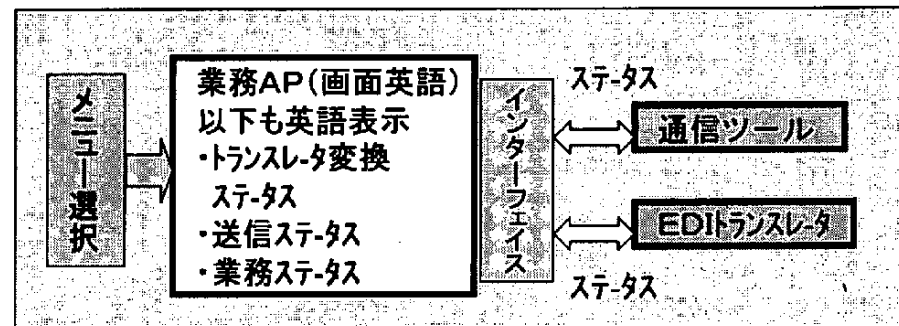 メニュー選択
業務AP(画面英語)
以下も英語表示
・トランスレータ変換
ステータス
・送信ステータス
・業務ステータス
インターフェイス
ステータス
通信ツール
EDIトランスレータ
ステータス